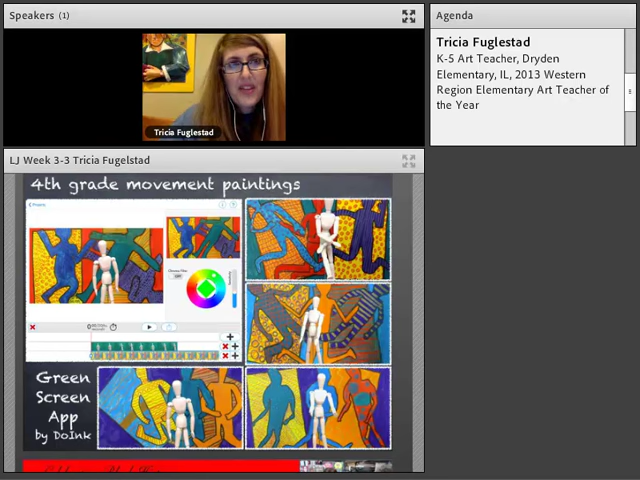 Speakers (1)
Tricia Fuglestad
Agenda
Tricia Fuglestad
K-5 Art Teacher, Dryden
Elementary, IL, 2013 Western
Region Elementary Art Teacher of
the Year
LJ Week 3-3 Tricia Fugelstad
4th grade movement paintings
Green
Screen
App
by DoInk